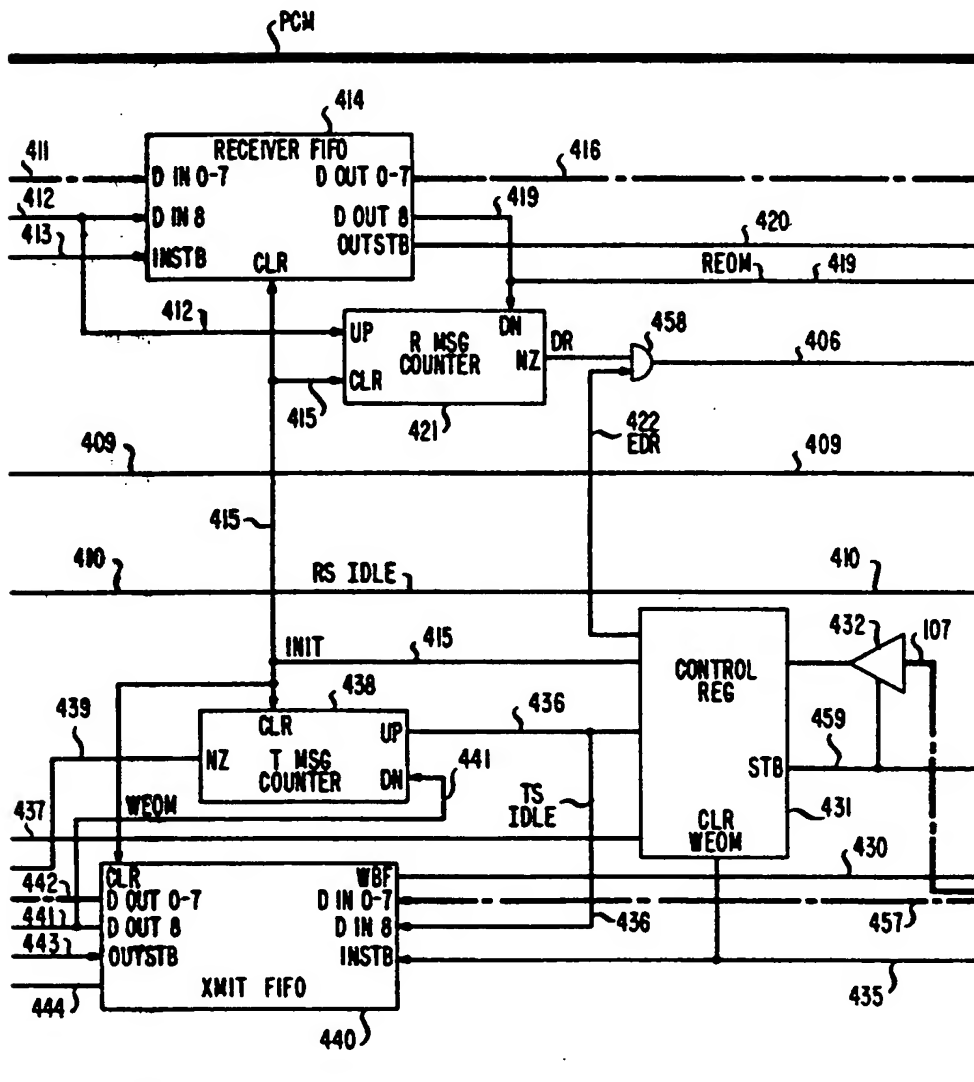 PCM
414
411
RECEIVER FIFO
416
D IN 0-7
D OUT 0-7
412
419
D IN 8
D OUT 8
413
420
INSTB
OUTSTB
CLR
REOM
419
412
DN
458
UP
R MSG
COUNTER
DR
406
NZ
CLR
415
421
422
EDR
409
409
415
410
RS IDLE
410
432
107
INIT
415
CONTROL
REG
438
439
CLR
UP
436
459
NZ
T MSG
COUNTER
441
STB
DN
WEOM
TS
IDLE
437
431
CLR
WEOM
430
CLR
WBF
442
D OUT 0-7
D IN 0-7
441
D OUT 8
D IN 8
436
457
443
OUTSTB
INSTB
XMIT FIFO
444
435
440